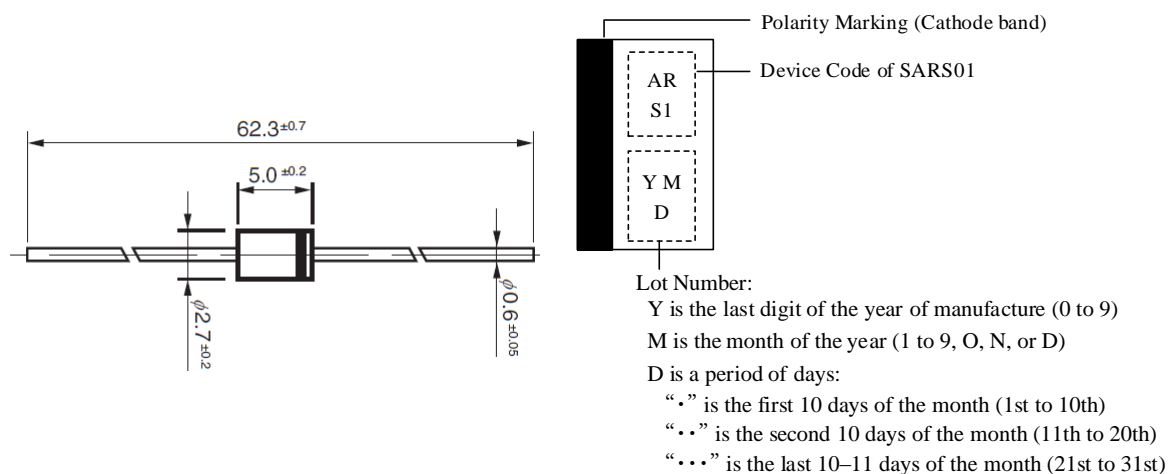 62.3±0.7
5.0 ±0.2
ϕ2.7±0.2
ϕ0.6±0.05
Polarity Marking (Cathode band)
Device Code of SARS01
AR
S1
Y M
D
Lot Number:
Y is the last digit of the year of manufacture (0 to 9)
M is the month of the year (1 to 9, O, N, or D)
D is a period of days:
“•” is the first 10 days of the month (1st to 10th)
“••” is the second 10 days of the month (11th to 20th)
“•••” is the last 10–11 days of the month (21st to 31st)